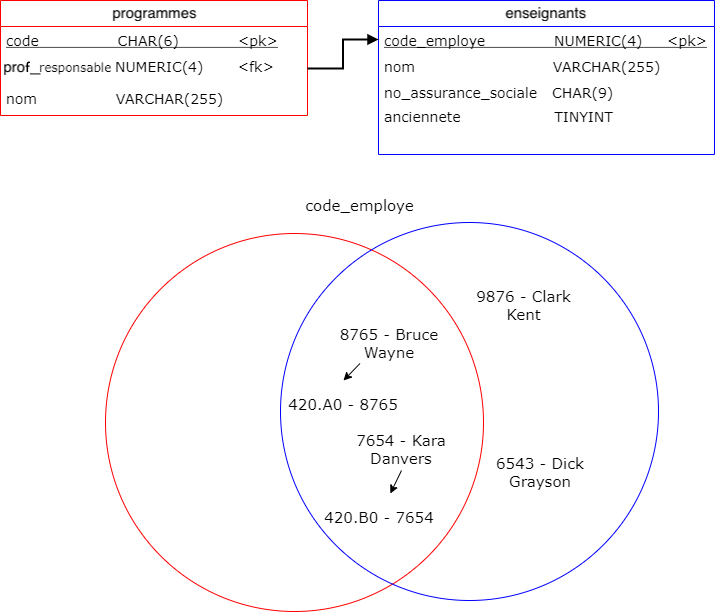 programmes
code CHAR(6) <pk>
prof_responsable NUMERIC(4) <fk>
nom VARCHAR(255)
enseignants
code_employe NUMERIC(4) <pk>
nom VARCHAR(255)
no_assurance_sociale CHAR(9)
anciennete TINYINT
code_employe
9876 - Clark
Kent
8765 - Bruce
Wayne
420.A0 - 8765
7654 - Kara
Danvers
6543 - Dick
Grayson
420.B0 - 7654